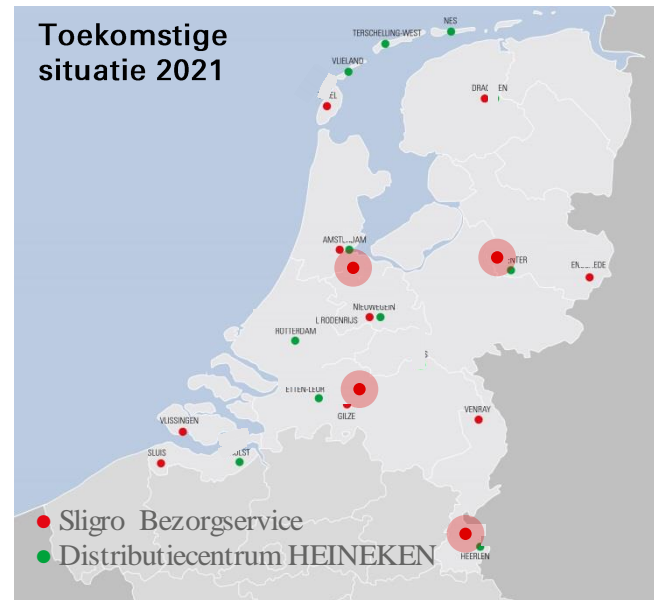 Toekomstige
situatie 2021
NES
TERSCHELLING-WEST
VLIELAND
AMSTERDAM
NIEUWEGEIN
ROTTERDAM
ETTEN-LEUR
GILZE
VENRAY
VLISSINGEN
SLUIS
HEERLEN
Sligro Bezorgservice
Distributiecentrum HEINEKEN